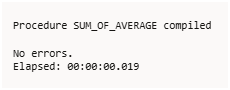 Procedure SUM_OF_AVERAGE compiled
No errors.
Elapsed: 00:00:00.019